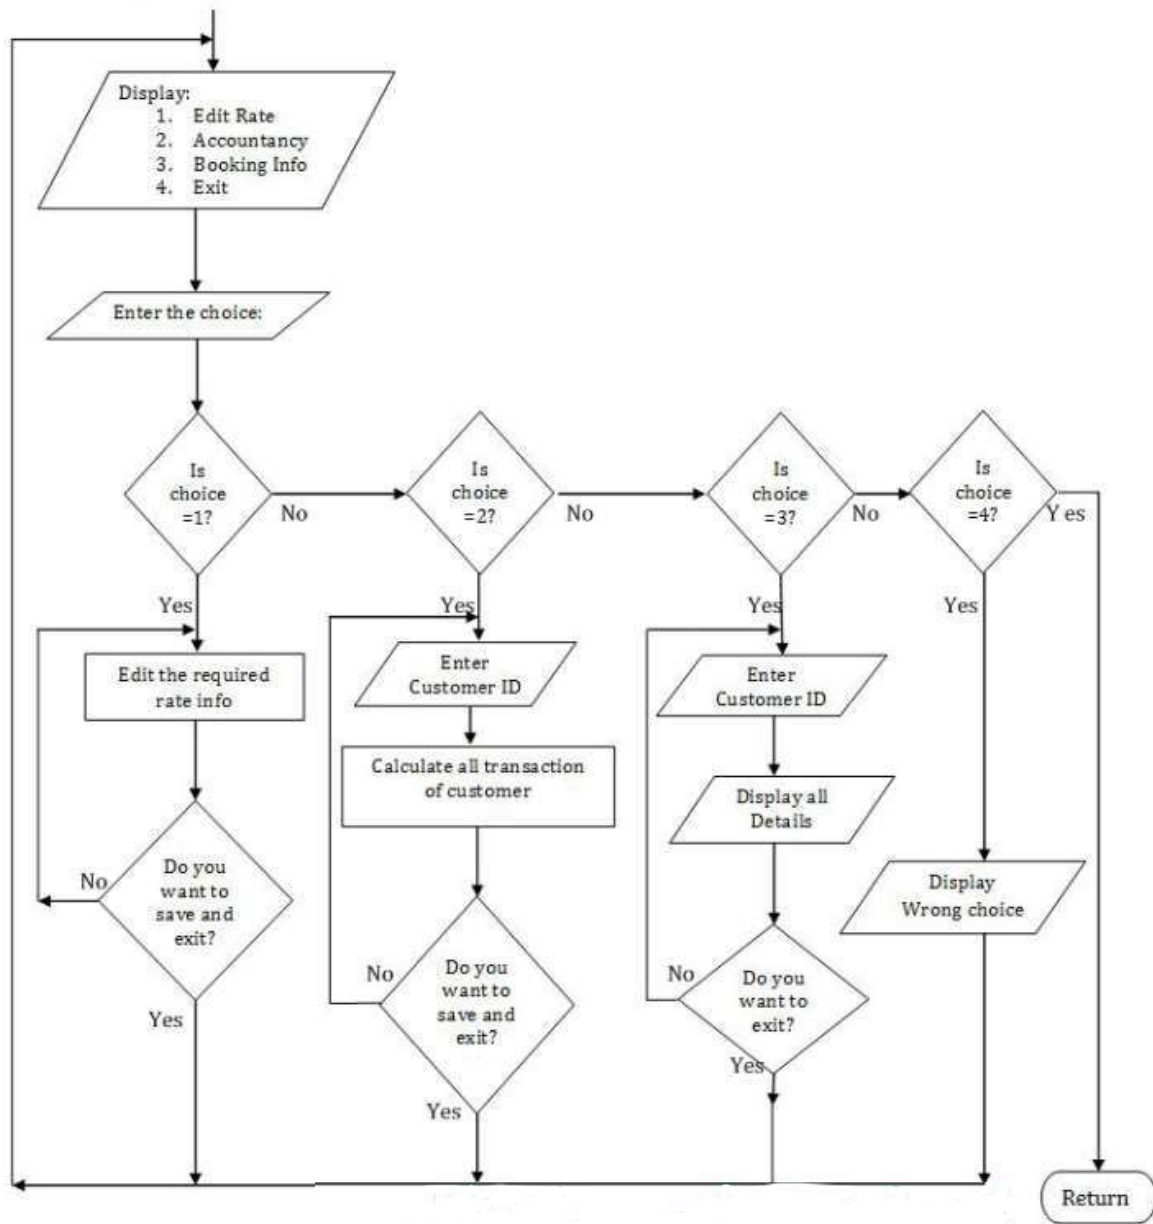 Display:
1. Edit Rate
2. Accountancy
3. Booking Info
4. Exit
Enter the choice:
Is
choice
=1?
No
Is
choice
=2?
No
Is
choice
=3?
No
Is
choice
=4?
Y es
Yes
Yes
Yes
Yes
Edit the required
rate info
Enter
Customer ID
Enter
Customer ID
Calculate all transaction
of customer
Display all
Details
Do you
want to
save and
exit?
No
Yes
Display
Wrong choice
Do you
want to
save and
exit?
No
Yes
Do you
want to
exit?
No
Yes
Return